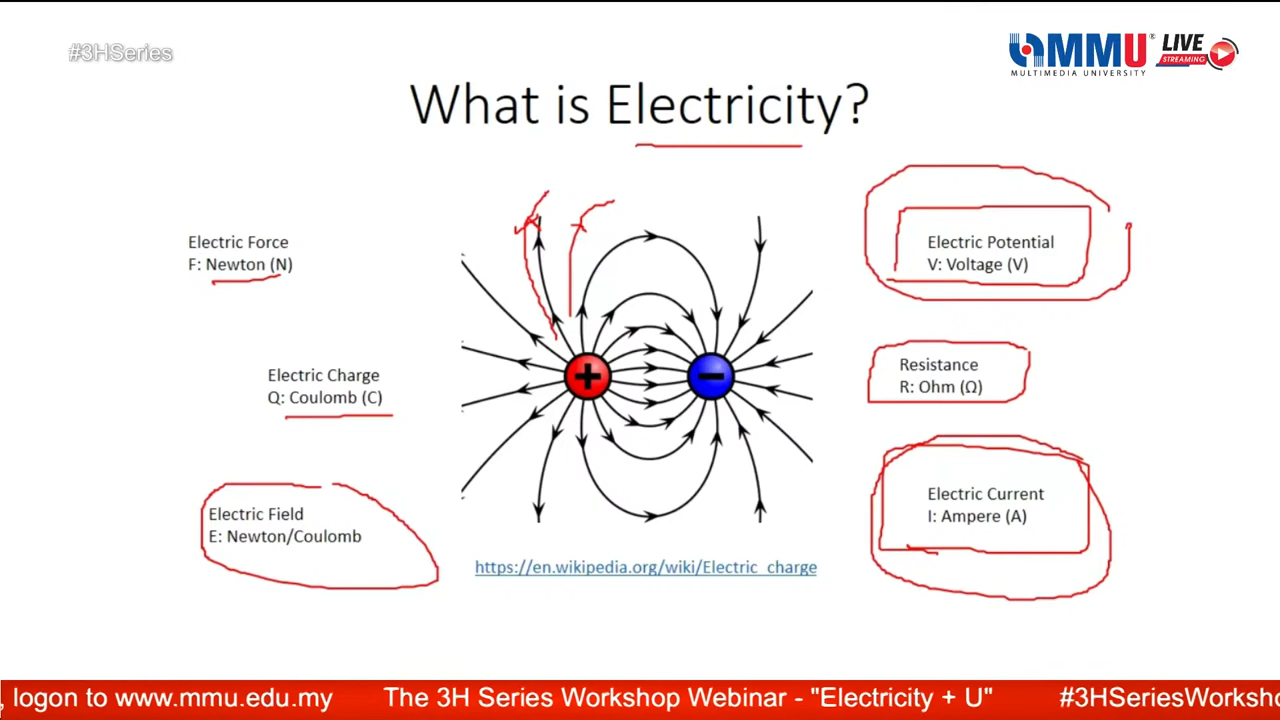 #3HSeries
MMU® LIVE
STREAMING
MULTIMEDIA UNIVERSITY
What is Electricity?
Electric Force
F: Newton (N)
Electric Charge
Q: Coulomb (C)
Electric Field
E: Newton/Coulomb
+
−
Electric Potential
V: Voltage (V)
Resistance
R: Ohm (Ω)
Electric Current
I: Ampere (A)
https://en.wikipedia.org/wiki/Electric_charge
, logon to www.mmu.edu.my The 3H Series Workshop Webinar - "Electricity + U" #3HSeriesWorksho